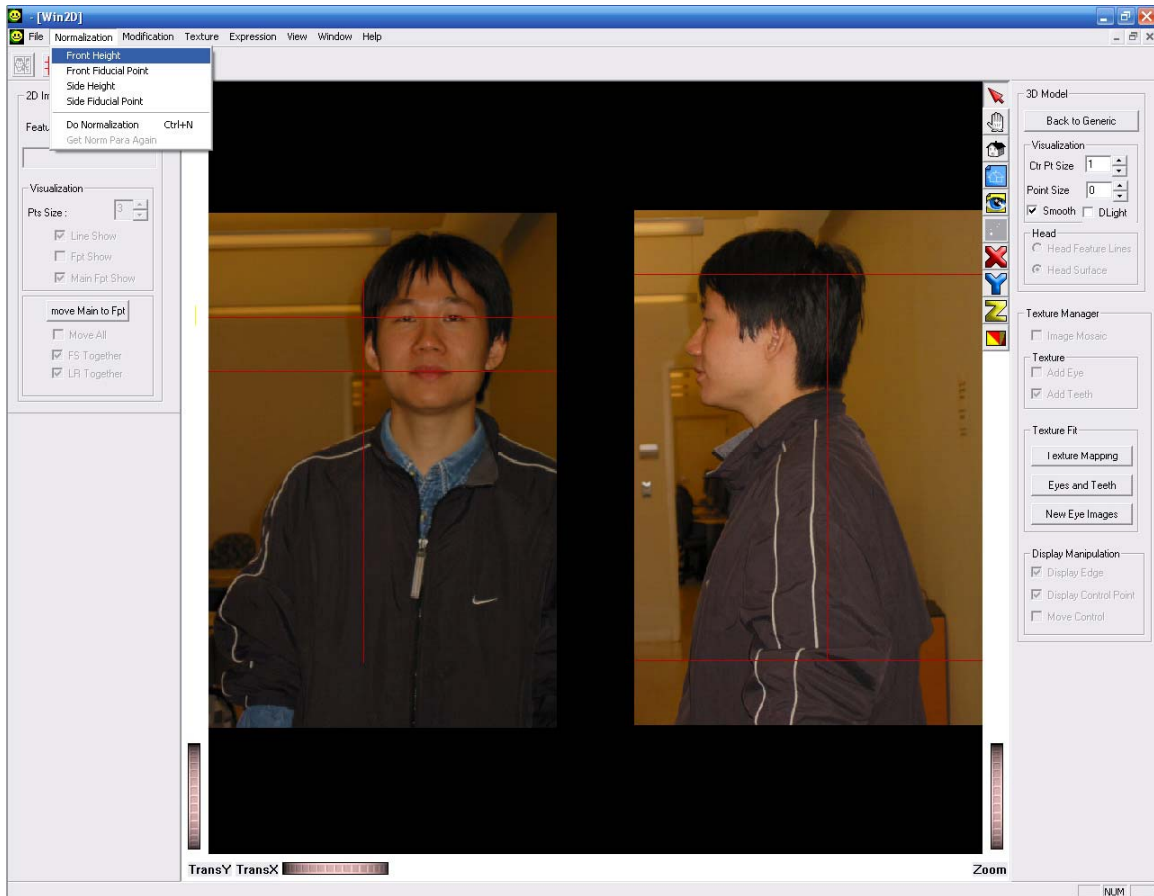 - [Win2D]
File Normalization Modification Texture Expression View Window Help
Front Height
Front Fiducial Point
Side Height
Side Fiducial Point
Do Normalization Ctrl+N
Get Norm Para Again
2D Im
Featu
Visualization
Pts Size : 3
Line Show
Fpt Show
Main Fpt Show
move Main to Fpt
Move All
FS Together
LR Together
3D Model
Back to Generic
Visualization
Ctr Pt Size 1
Point Size 0
Smooth DLight
Head
Head Feature Lines
Head Surface
Texture Manager
Image Mosaic
Texture
Add Eye
Add Teeth
Texture Fit
Texture Mapping
Eyes and Teeth
New Eye Images
Display Manipulation
Display Edge
Display Control Point
Move Control
Y
Z
TransY TransX
Zoom
NUM